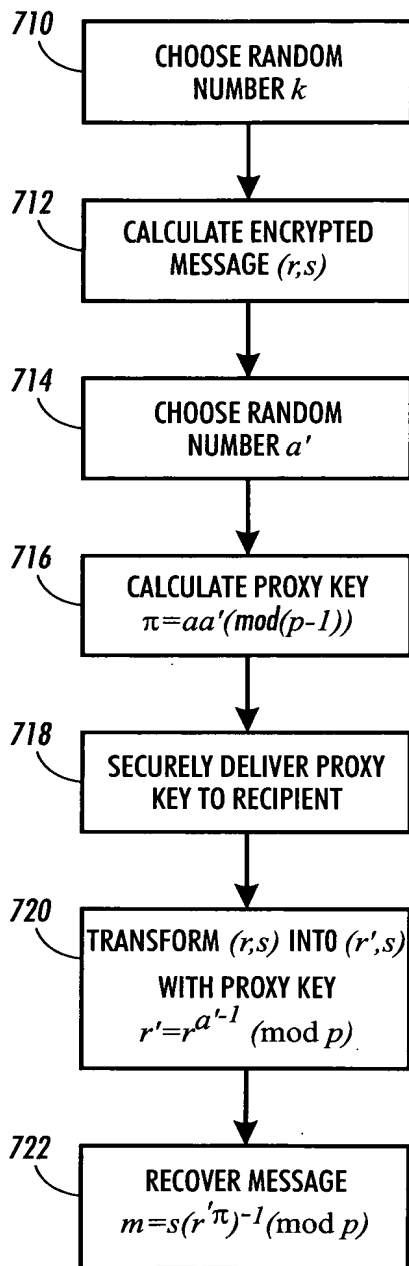 710
CHOOSE RANDOM
NUMBER k
712
CALCULATE ENCRYPTED
MESSAGE (r,s)
714
CHOOSE RANDOM
NUMBER a'
716
CALCULATE PROXY KEY
π=aa'(mod(p-1))
718
SECURELY DELIVER PROXY
KEY TO RECIPIENT
720
TRANSFORM (r,s) INTO (r',s)
WITH PROXY KEY
r'=r^{a'^{-1}} (mod p)
722
RECOVER MESSAGE
m=s(r'^π)^{-1}(mod p)